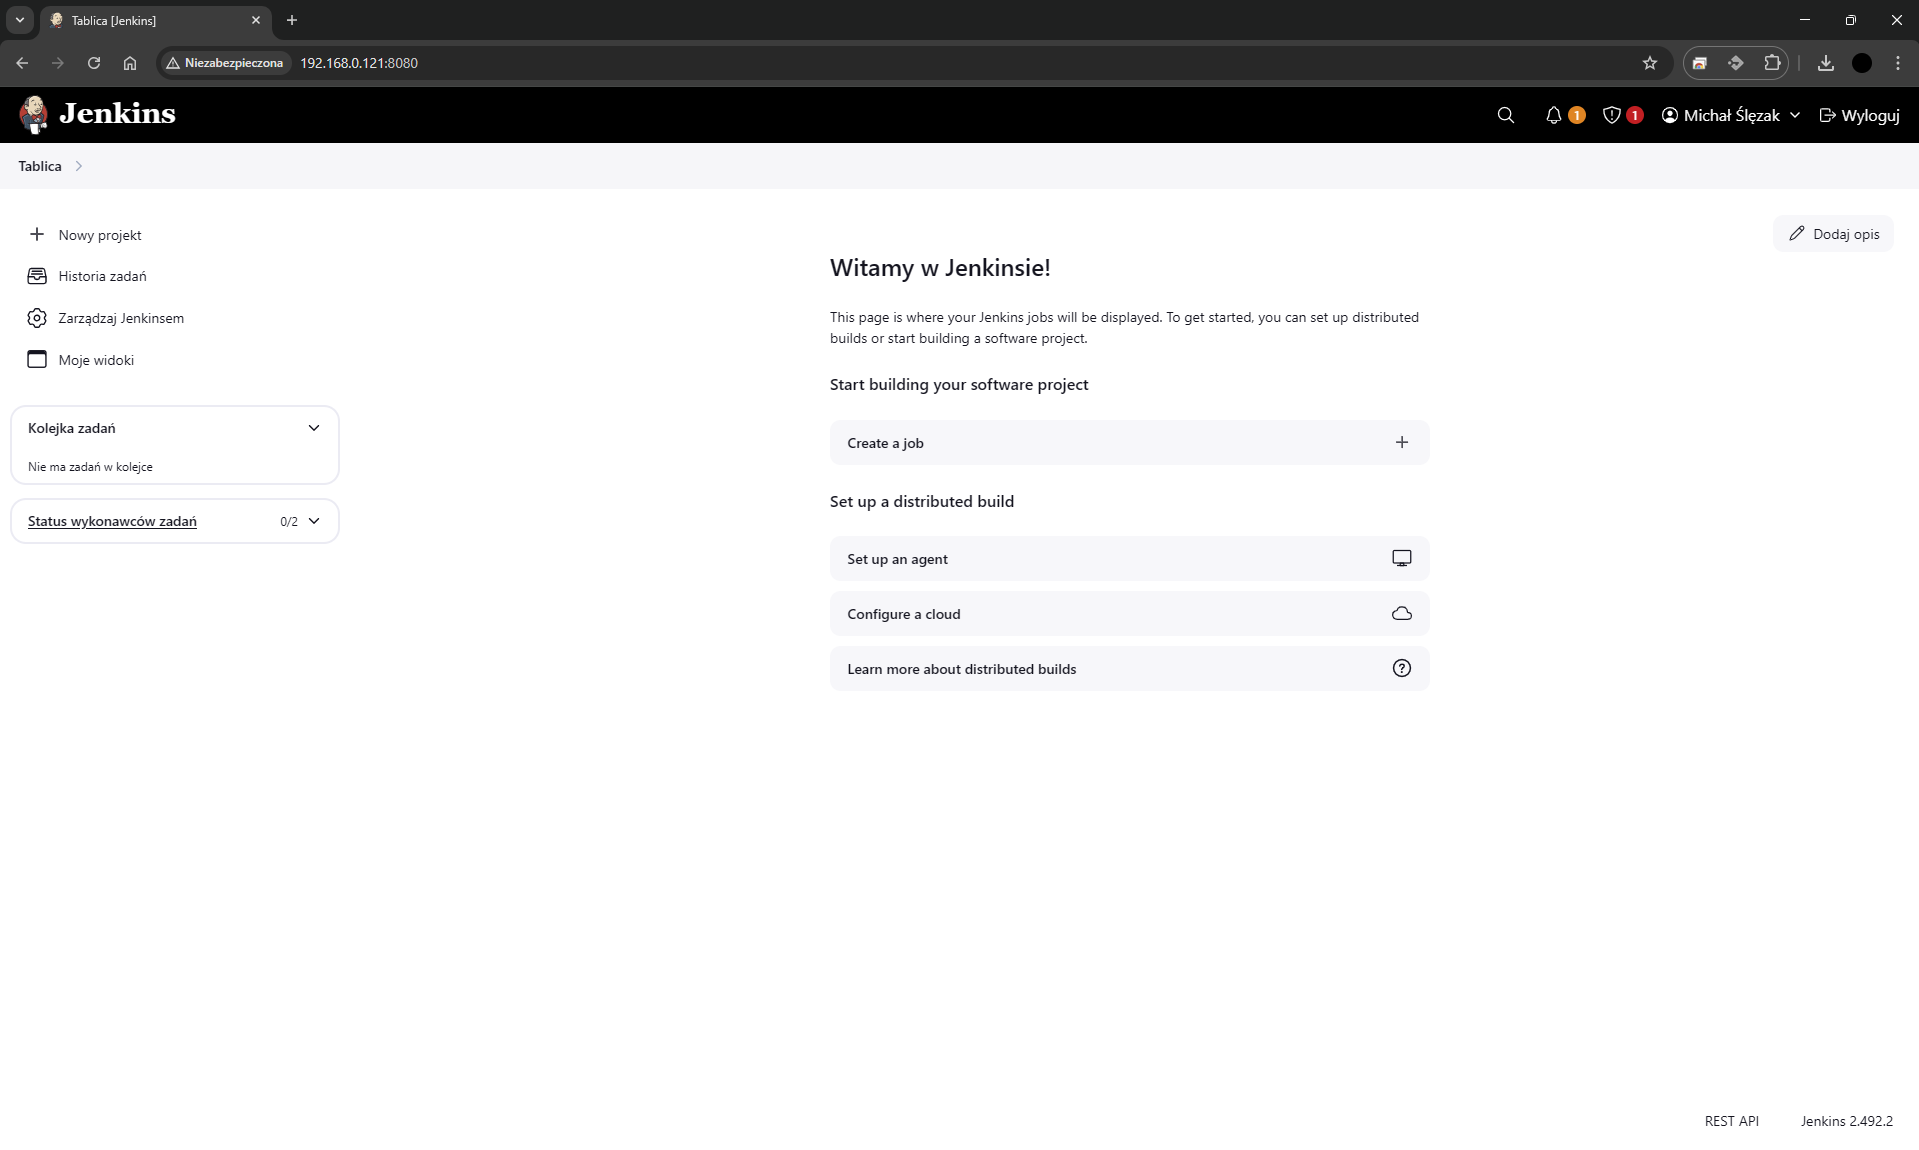 Tablica [Jenkins]
Niezabezpieczona
192.168.0.121:8080
Jenkins
1
1
Michał Ślęzak
Wyloguj
Tablica
Nowy projekt
Historia zadań
Zarządzaj Jenkinsem
Moje widoki
Kolejka zadań
Nie ma zadań w kolejce
Status wykonawców zadań
0/2
Dodaj opis
Witamy w Jenkinsie!
This page is where your Jenkins jobs will be displayed. To get started, you can set up distributed
builds or start building a software project.
Start building your software project
Create a job
Set up a distributed build
Set up an agent
Configure a cloud
Learn more about distributed builds
REST API
Jenkins 2.492.2